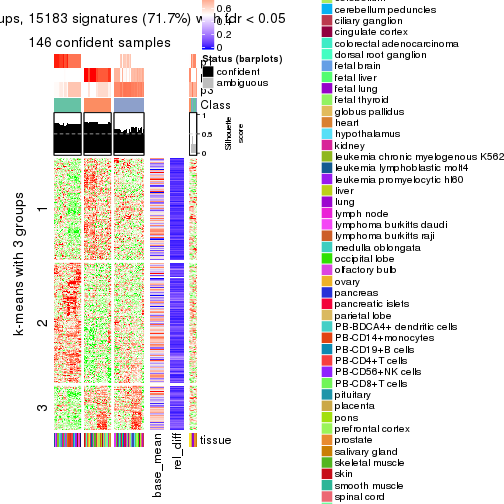 ups, 15183 signatures (71.7%) with fdr < 0.05
146 confident samples
0.6
0.4
0.2
0
Status (barplots)
confident
ambiguous
p3
Class
1
0.5
0
Silhouette
score
k-means with 3 groups
1
2
3
tissue
base_mean
rel_diff
cerebellum peduncles
ciliary ganglion
cingulate cortex
colorectal adenocarcinoma
dorsal root ganglion
fetal brain
fetal liver
fetal lung
fetal thyroid
globus pallidus
heart
hypothalamus
kidney
leukemia chronic myelogenous K562
leukemia lymphoblastic molt4
leukemia promyelocytic hl60
liver
lung
lymph node
lymphoma burkitts daudi
lymphoma burkitts raji
medulla oblongata
occipital lobe
olfactory bulb
ovary
pancreas
pancreatic islets
parietal lobe
PB-BDCA4+ dendritic cells
PB-CD14+monocytes
PB-CD19+B cells
PB-CD4+T cells
PB-CD56+NK cells
PB-CD8+T cells
pituitary
placenta
pons
prefrontal cortex
prostate
salivary gland
skeletal muscle
skin
smooth muscle
spinal cord